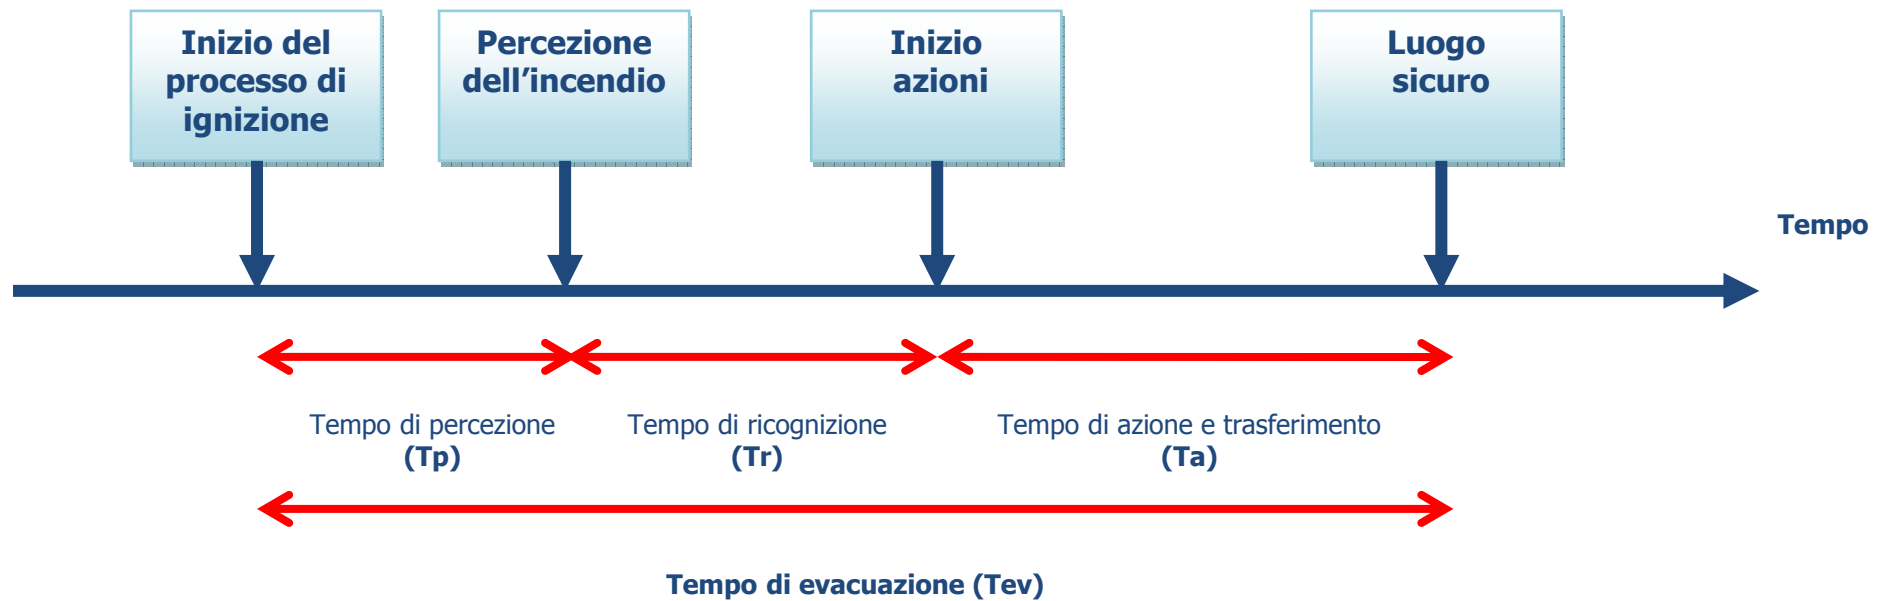 Inizio del
processo di
ignizione
Percezione
dell’incendio
Inizio
azioni
Luogo
sicuro
Tempo
Tempo di percezione
(Tp)
Tempo di ricognizione
(Tr)
Tempo di azione e trasferimento
(Ta)
Tempo di evacuazione (Tev)